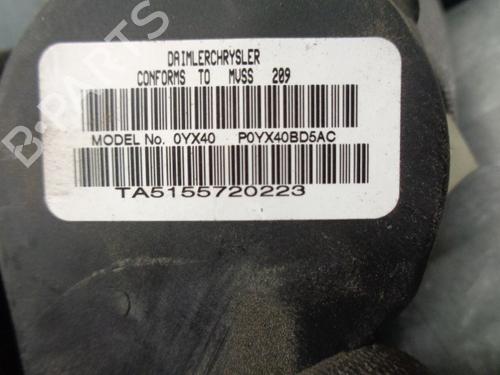 DAIMLERCHRYSLER
CONFORMS TO MVSS 209
MODEL No. 0YX40 P0YX40BD5AC
TA5155720223
B-PARTS